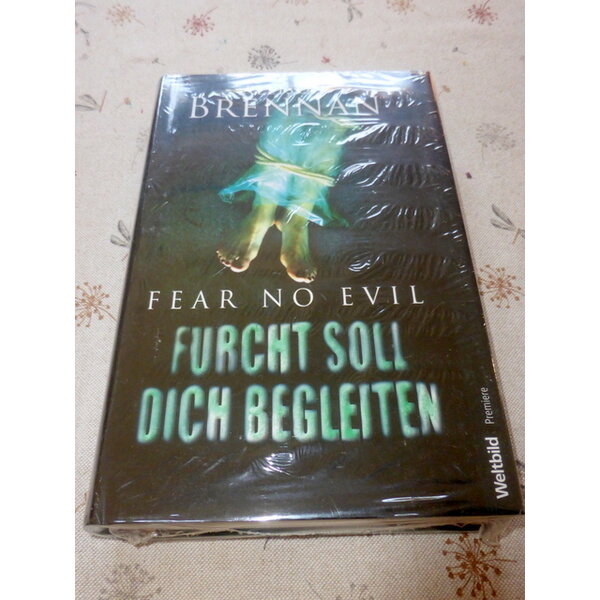 BRENNAN
FEAR NO EVIL
FURCHT SOLL
DICH BEGLEITEN
Weltbild Premiere